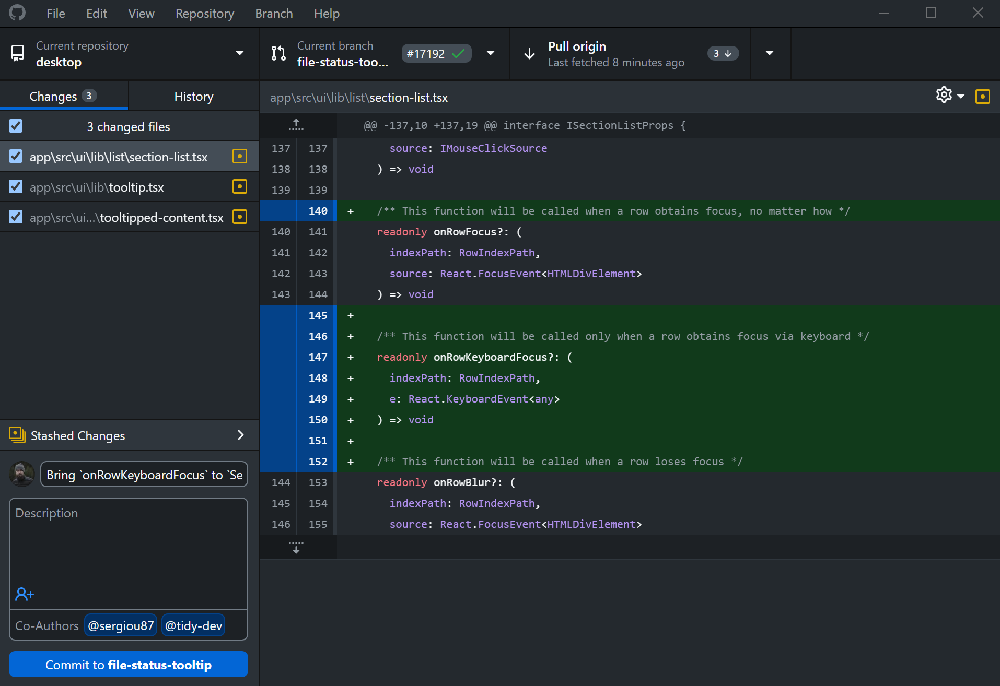 File Edit View Repository Branch Help
Current repository
desktop
Current branch
file-status-too...
#17192
Pull origin
Last fetched 8 minutes ago
3
Changes 3
History
3 changed files
app\src\ui\lib\list\section-list.tsx
app\src\ui\lib\tooltip.tsx
app\src\ui...\tooltipped-content.tsx
Stashed Changes
Bring `onRowKeyboardFocus` to `Se
Description
Co-Authors @sergiou87 @tidy-dev
Commit to file-status-tooltip
app\src\ui\lib\list\section-list.tsx
@@ -137,10 +137,19 @@ interface ISectionListProps {
137 137 source: IMouseClickSource
138 138 ) => void
139 139
140 + /** This function will be called when a row obtains focus, no matter how */
140 141 readonly onRowFocus?: (
141 142 indexPath: RowIndexPath,
142 143 source: React.FocusEvent<HTMLDivElement>
143 144 ) => void
145 +
146 + /** This function will be called only when a row obtains focus via keyboard */
147 + readonly onRowKeyboardFocus?: (
148 + indexPath: RowIndexPath,
149 + e: React.KeyboardEvent<any>
150 + ) => void
151 +
152 + /** This function will be called when a row loses focus */
144 153 readonly onRowBlur?: (
145 154 indexPath: RowIndexPath,
146 155 source: React.FocusEvent<HTMLDivElement>